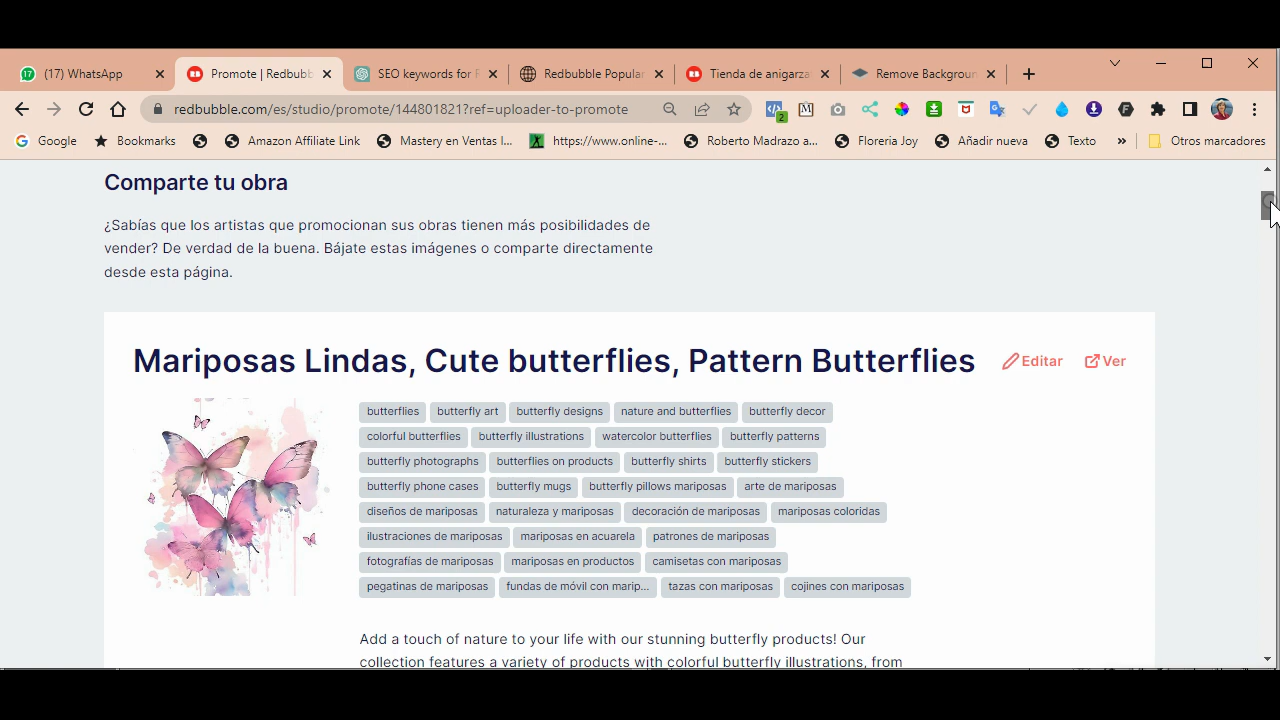 (17) WhatsApp
Promote | Redbubb
SEO keywords for F
Redbubble Popular
Tienda de anigarza
Remove Backgroun
redbubble.com/es/studio/promote/144801821?ref=uploader-to-promote
2
Google
Bookmarks
Amazon Affiliate Link
Mastery en Ventas I...
https://www.online-...
Roberto Madrazo a...
Floreria Joy
Añadir nueva
Texto
»
Otros marcadores
Comparte tu obra
¿Sabías que los artistas que promocionan sus obras tienen más posibilidades de
vender? De verdad de la buena. Bájate estas imágenes o comparte directamente
desde esta página.
Mariposas Lindas, Cute butterflies, Pattern Butterflies
Editar
Ver
butterflies butterfly art butterfly designs nature and butterflies butterfly decor
colorful butterflies butterfly illustrations watercolor butterflies butterfly patterns
butterfly photographs butterflies on products butterfly shirts butterfly stickers
butterfly phone cases butterfly mugs butterfly pillows mariposas arte de mariposas
diseños de mariposas naturaleza y mariposas decoración de mariposas mariposas coloridas
ilustraciones de mariposas mariposas en acuarela patrones de mariposas
fotografías de mariposas mariposas en productos camisetas con mariposas
pegatinas de mariposas fundas de móvil con marip... tazas con mariposas cojines con mariposas
Add a touch of nature to your life with our stunning butterfly products! Our
collection features a variety of products with colorful butterfly illustrations, from